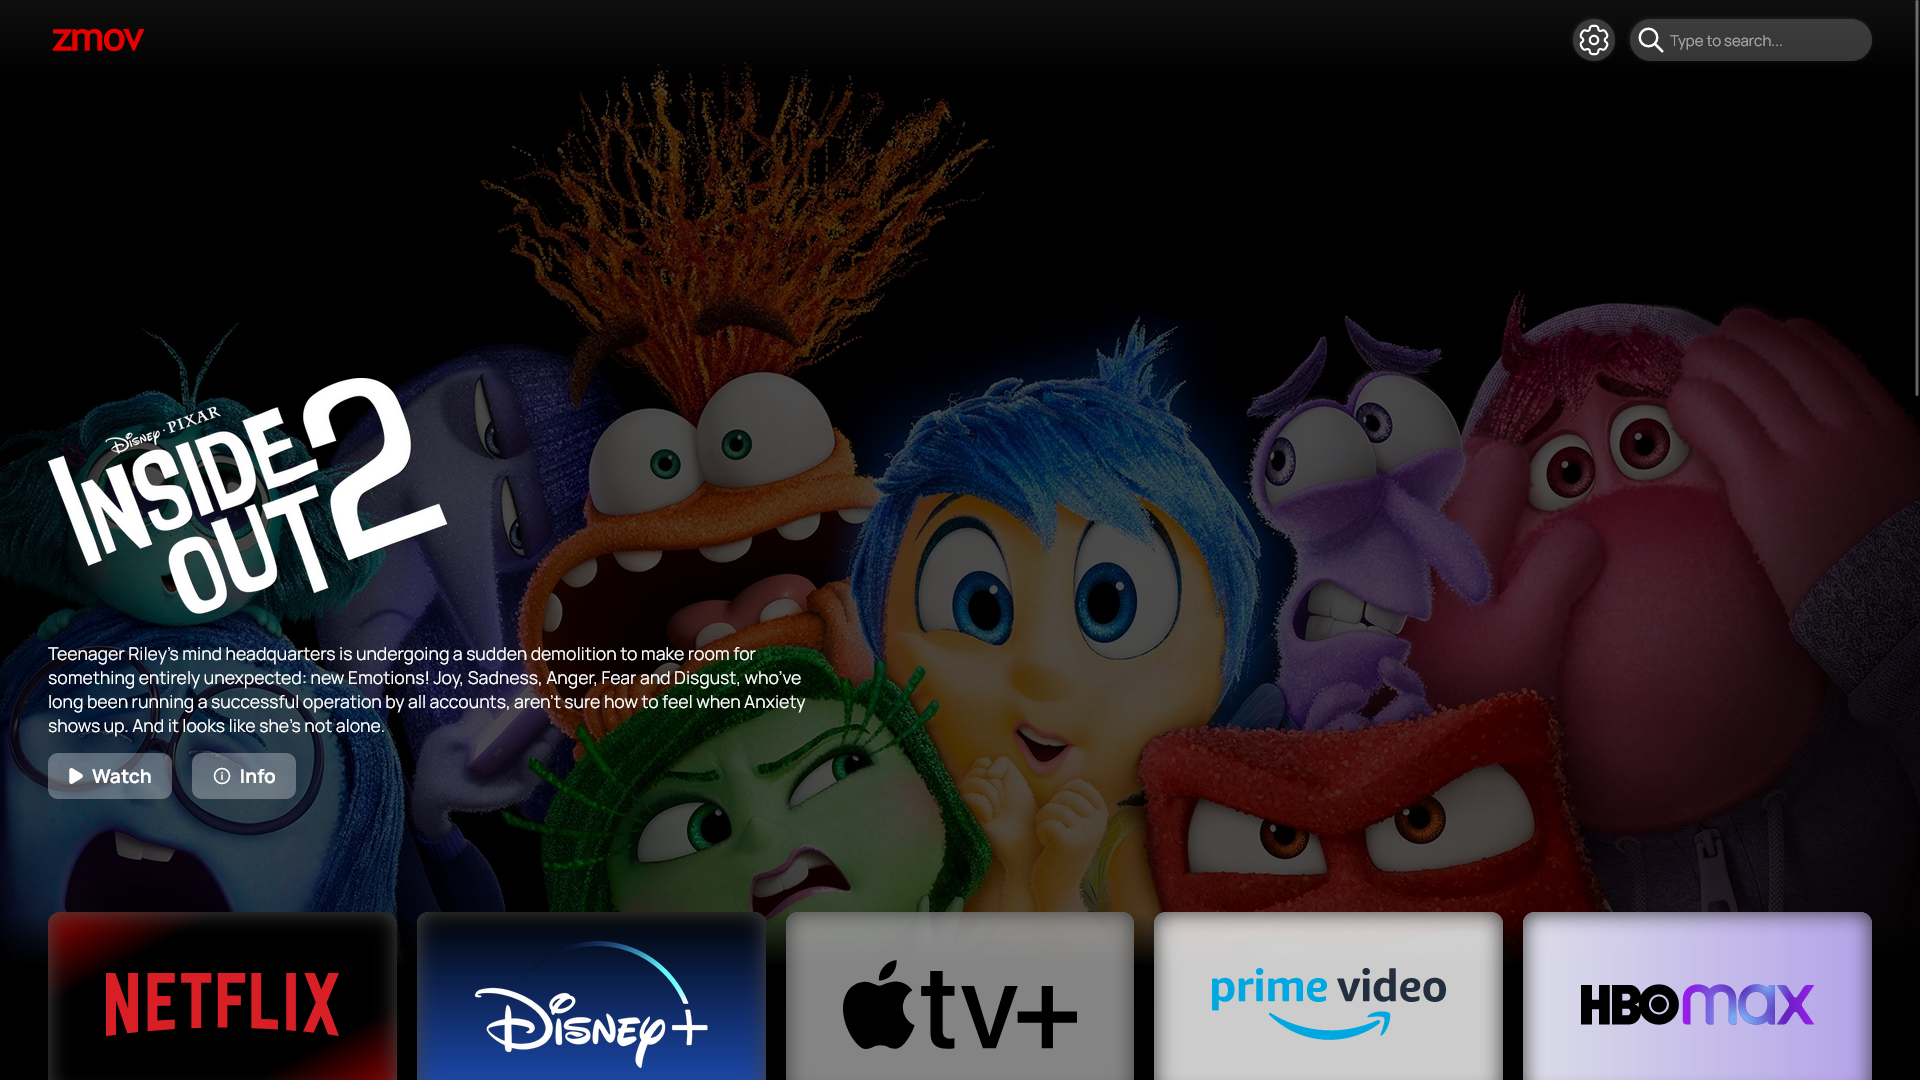 zmov
Type to search...
Disney · PIXAR
INSIDE
OUT 2
Teenager Riley's mind headquarters is undergoing a sudden demolition to make room for
something entirely unexpected: new Emotions! Joy, Sadness, Anger, Fear and Disgust, who've
long been running a successful operation by all accounts, aren't sure how to feel when Anxiety
shows up. And it looks like she's not alone.
Watch
Info
NETFLIX
Disney+
tv+
prime video
HBO max